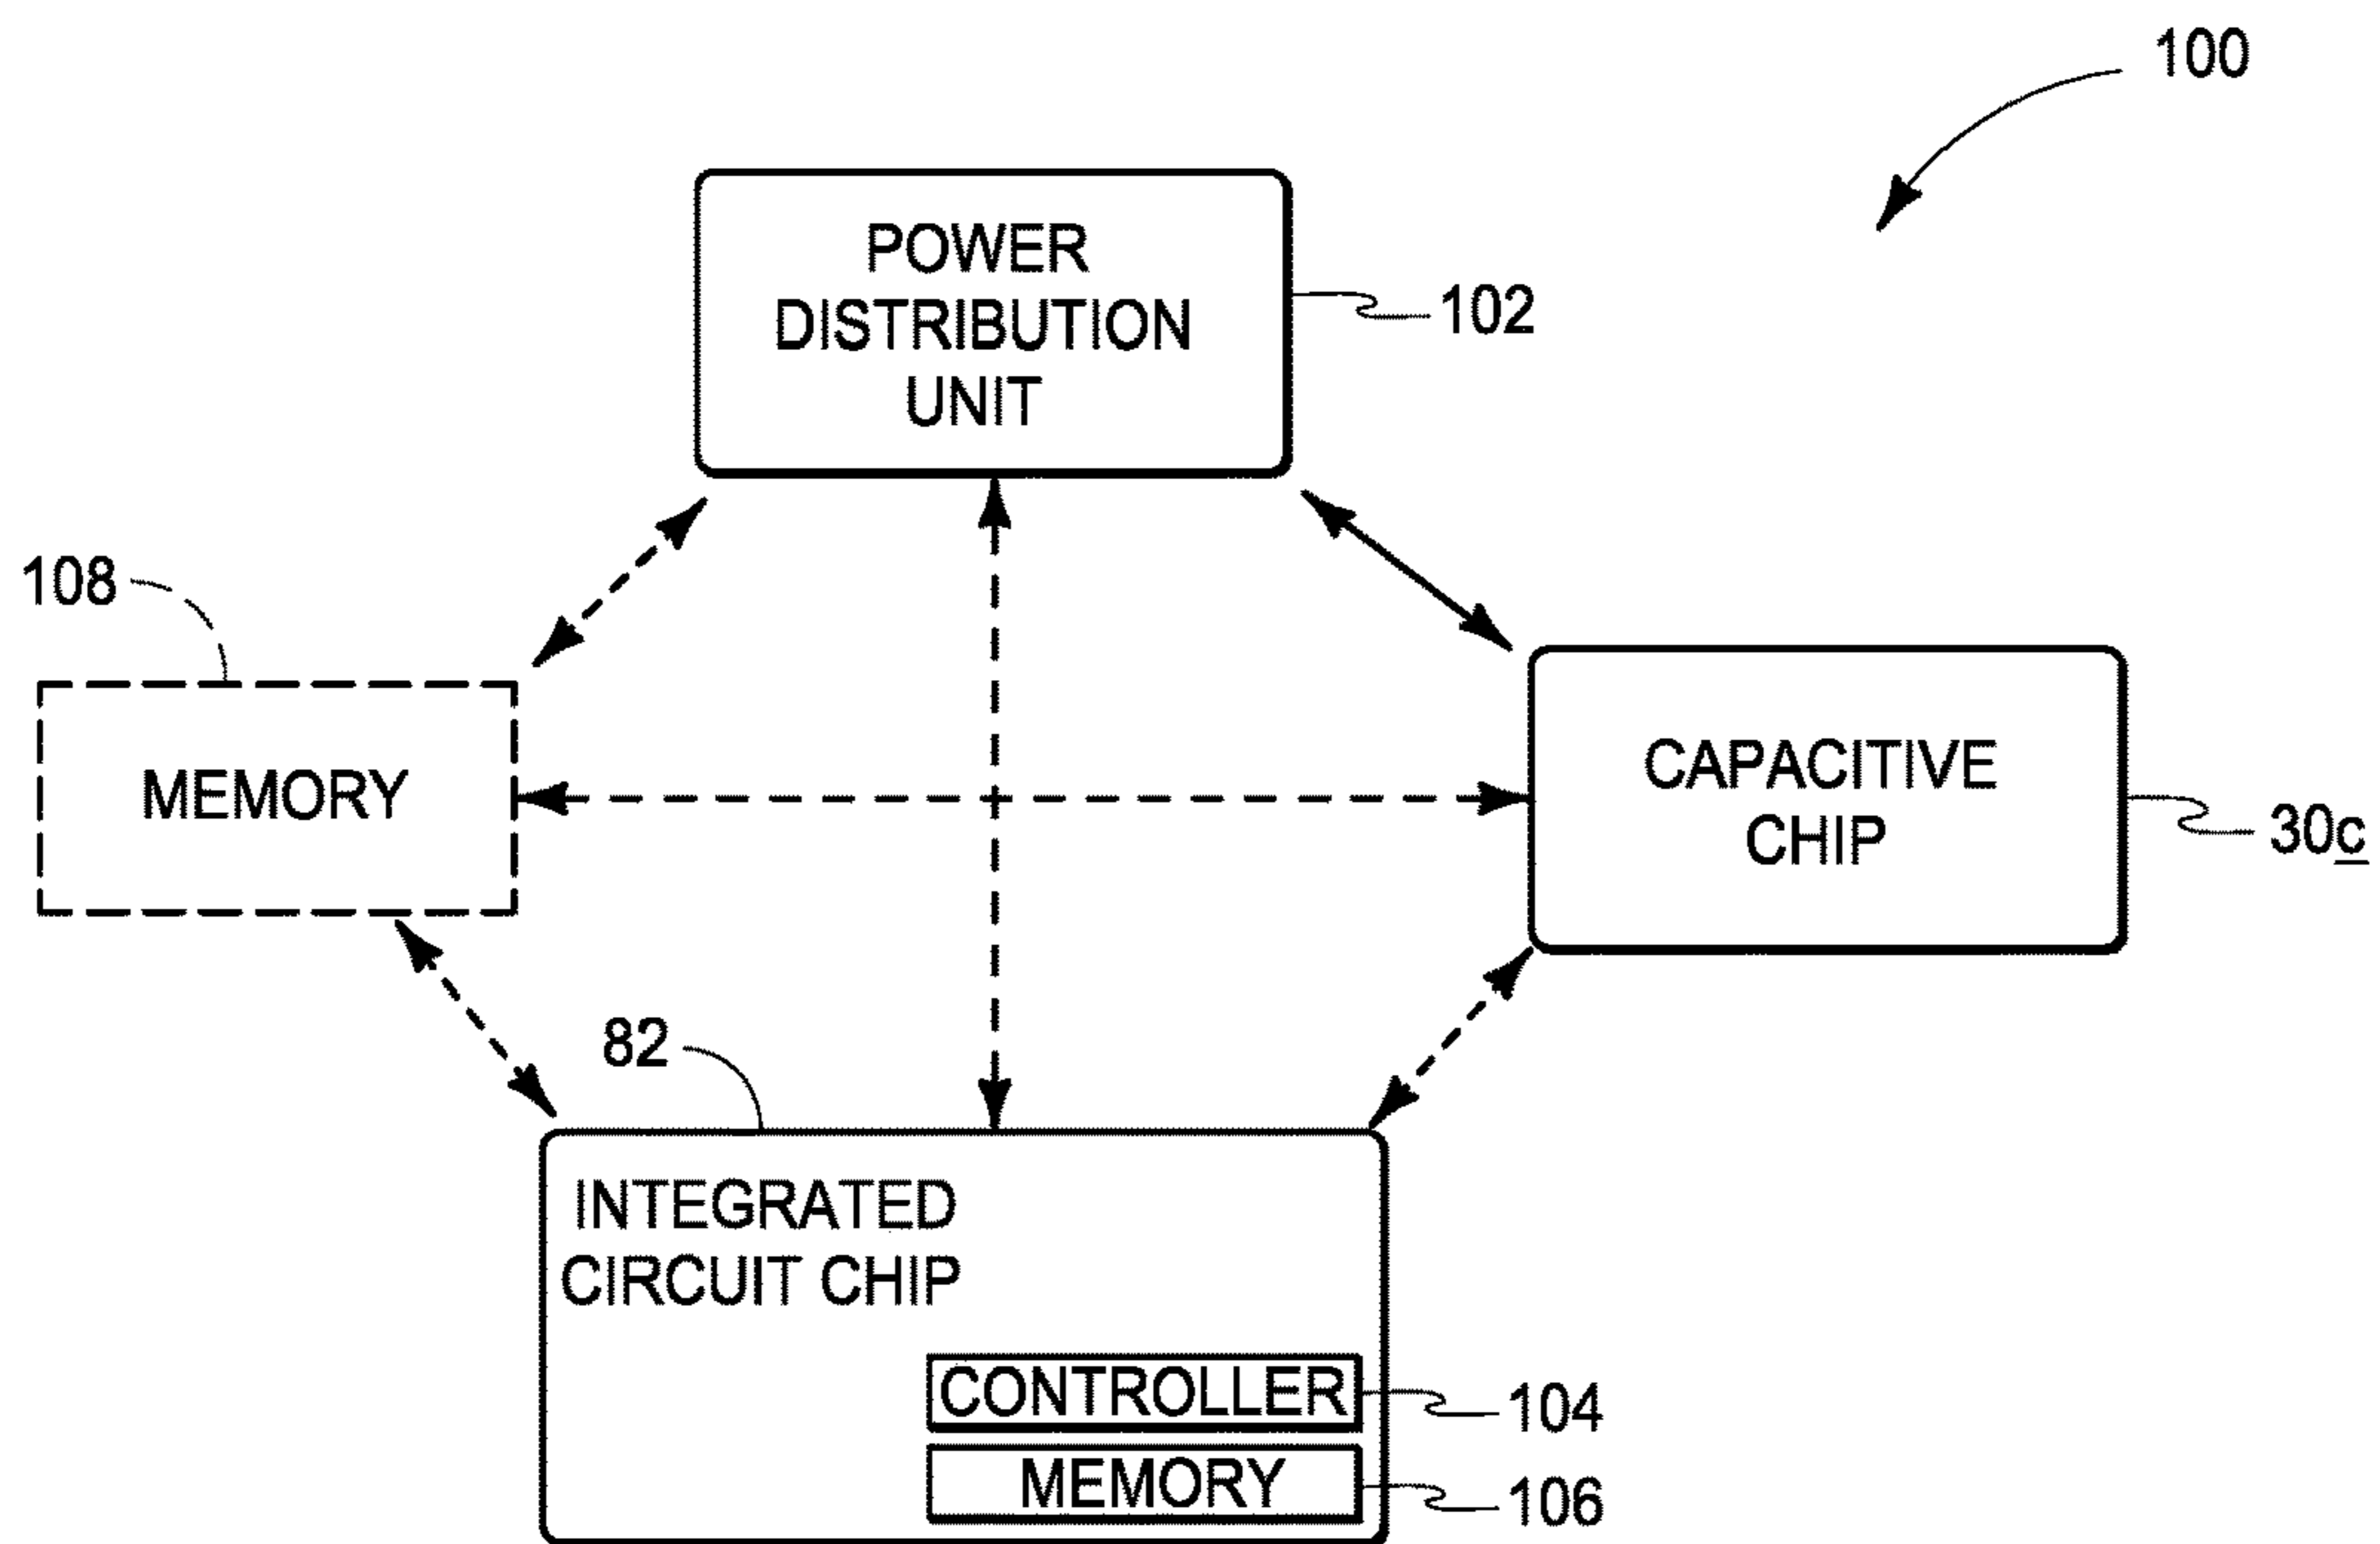 100
POWER
DISTRIBUTION
UNIT
102
108
MEMORY
CAPACITIVE
CHIP
30c
82
INTEGRATED
CIRCUIT CHIP
CONTROLLER
104
MEMORY
106